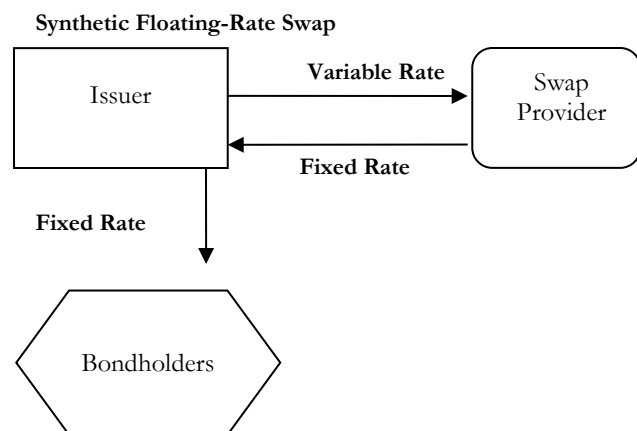 Synthetic Floating-Rate Swap
Issuer
Variable Rate
Swap
Provider
Fixed Rate
Fixed Rate
Bondholders